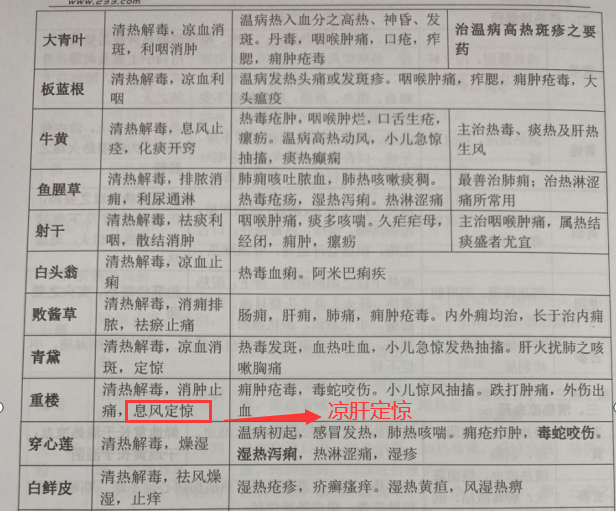 www.233.com
大青叶
清热解毒，凉血消
斑，利咽消肿
温病热入血分之高热、神昏、发
斑。丹毒，咽喉肿痛，口疮，痄
腮，痈肿疮毒
治温病高热斑疹之要
药
板蓝根
清热解毒，凉血利
咽
温病发热头痛或发斑疹。咽喉肿痛，痄腮，痈肿疮毒，大
头瘟疫
牛黄
清热解毒，息风止
痉，化痰开窍
热毒疮肿，咽喉肿烂，口舌生疮，
瘰疬。温病高热动风，小儿急惊
抽搐，痰热癫痫
主治热毒、痰热及肝热
生风
鱼腥草
清热解毒，排脓消
痈，利尿通淋
肺痈咳吐脓血，肺热咳嗽痰稠。
热毒疮疡，湿热泻痢。热淋涩痛
最善治肺痈；治热淋涩
痛所常用
射干
清热解毒，祛痰利
咽，散结消肿
咽喉肿痛，痰多咳喘。久疟疟母，
经闭，痈肿，瘰疬
主治咽喉肿痛，属热结
痰盛者尤宜
白头翁
清热解毒，凉血止
痢
热毒血痢。阿米巴痢疾
败酱草
清热解毒，消痈排
脓，祛瘀止痛
肠痈，肝痈，肺痈，痈肿疮毒。内外痈均治，长于治内痈
青黛
清热解毒，凉血消
斑，定惊
热毒发斑，血热吐血，小儿急惊发热抽搐。肝火扰肺之咳
嗽胸痛
重楼
清热解毒，消肿止
痛，息风定惊
痈肿疮毒，毒蛇咬伤。小儿惊风抽搐。跌打肿痛，外伤出
血
凉肝定惊
穿心莲
清热解毒，燥湿
温病初起，感冒发热，肺热咳喘。痈疮疖肿，毒蛇咬伤。
湿热泻痢，热淋涩痛，湿疹
白鲜皮
清热解毒，祛风燥
湿，止痒
湿热疮疹，疥癣瘙痒。湿热黄疸，风湿热痹